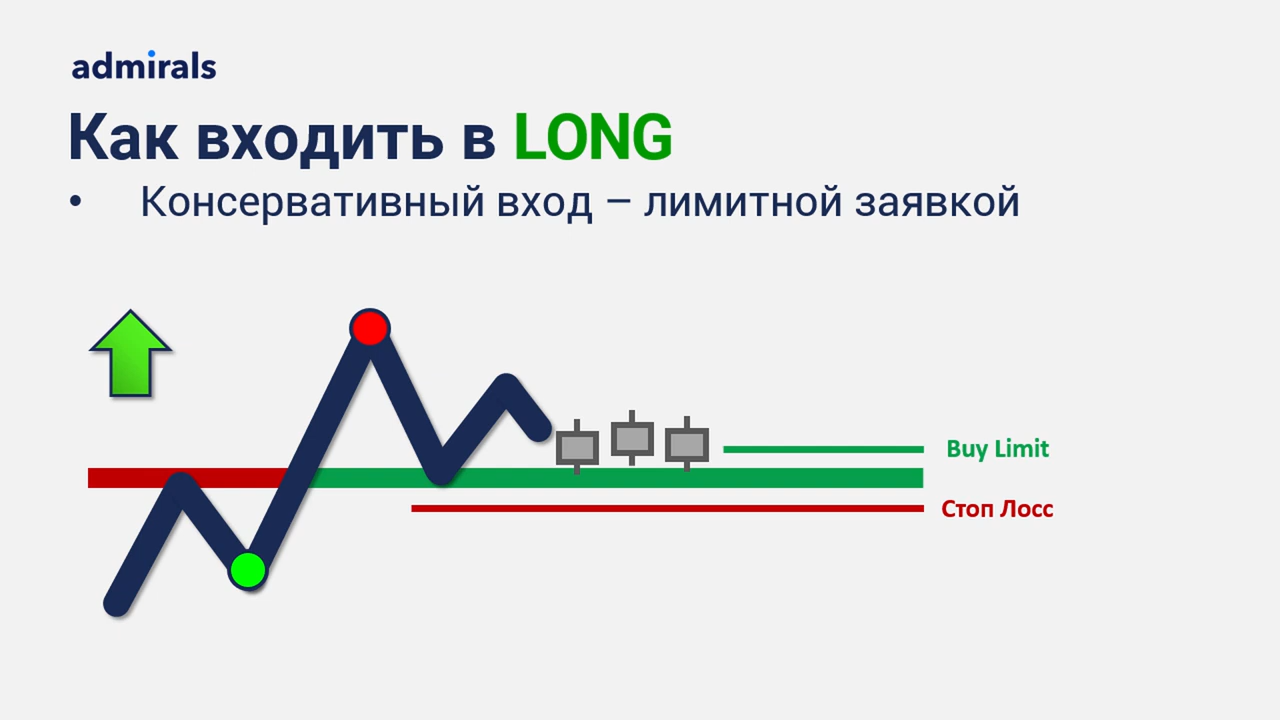 admirals
Как входить в LONG
• Консервативный вход – лимитной заявкой
Buy Limit
Стоп Лосс